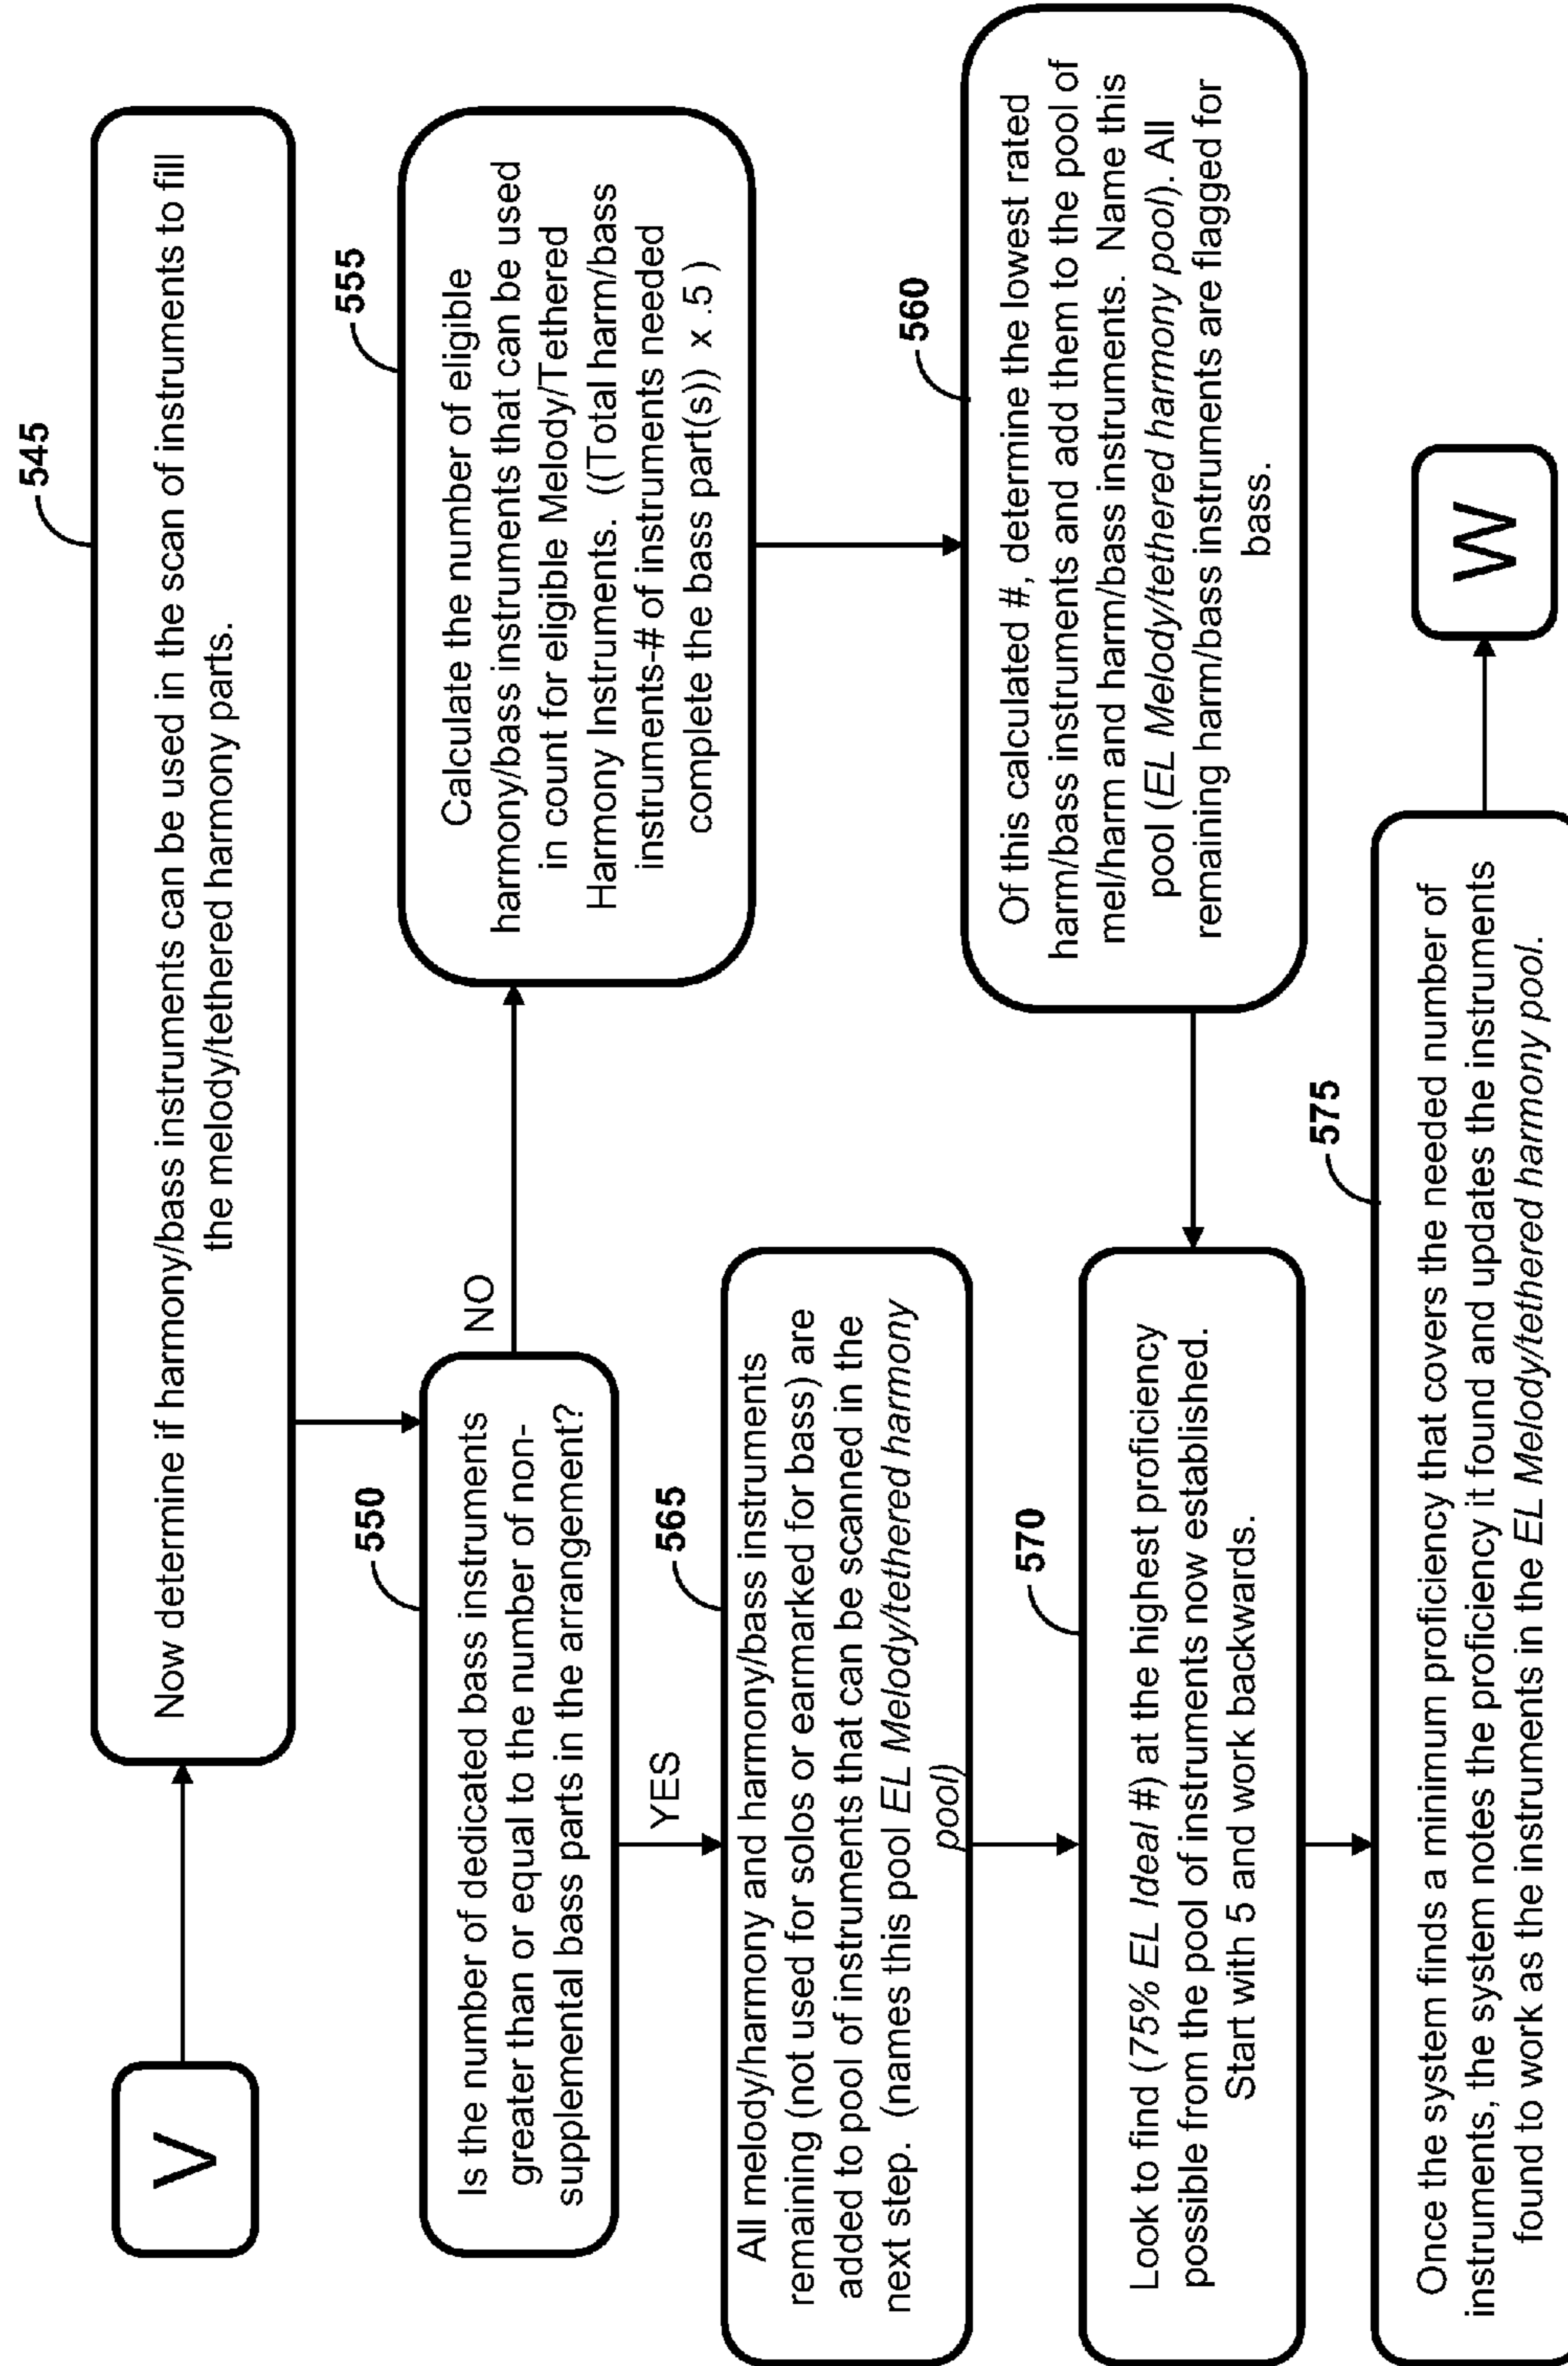 V
545
Now determine if harmony/bass instruments can be used in the scan of instruments to fill
the melody/tethered harmony parts.
550
Is the number of dedicated bass instruments
greater than or equal to the number of non-
supplemental bass parts in the arrangement?
NO
555
Calculate the number of eligible
harmony/bass instruments that can be used
in count for eligible Melody/Tethered
Harmony Instruments. ((Total harm/bass
instruments-# of instruments needed
complete the bass part(s)) x .5 )
YES
565
All melody/harmony and harmony/bass instruments
remaining (not used for solos or earmarked for bass) are
added to pool of instruments that can be scanned in the
next step. (names this pool EL Melody/tethered harmony
pool)
560
Of this calculated #, determine the lowest rated
harm/bass instruments and add them to the pool of
mel/harm and harm/bass instruments. Name this
pool (EL Melody/tethered harmony pool). All
remaining harm/bass instruments are flagged for
bass.
570
Look to find (75% EL Ideal #) at the highest proficiency
possible from the pool of instruments now established.
Start with 5 and work backwards.
575
Once the system finds a minimum proficiency that covers the needed number of
instruments, the system notes the proficiency it found and updates the instruments
found to work as the instruments in the EL Melody/tethered harmony pool.
W